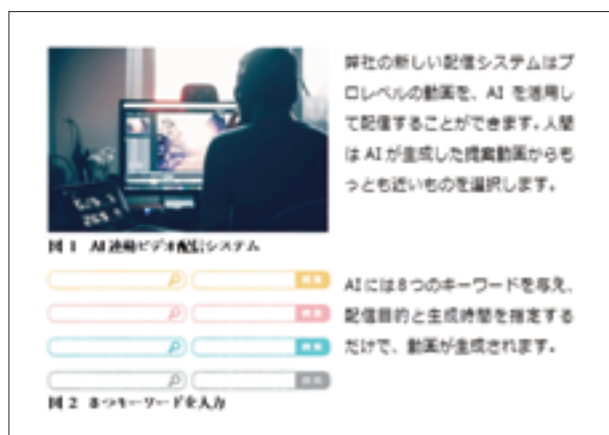 弊社の新しい配信システムはプ
ロレベルの動画を、AI を活用し
て配信することができます。人間
は AI が生成した提案動画からも
っとも近いものを選択します。
図 1 AI 連動ビデオ配信システム
AI には 8 つのキーワードを与え、
配信目的と生成時間を指定する
だけで、動画が生成されます。
図 2 8 つキーワードを入力